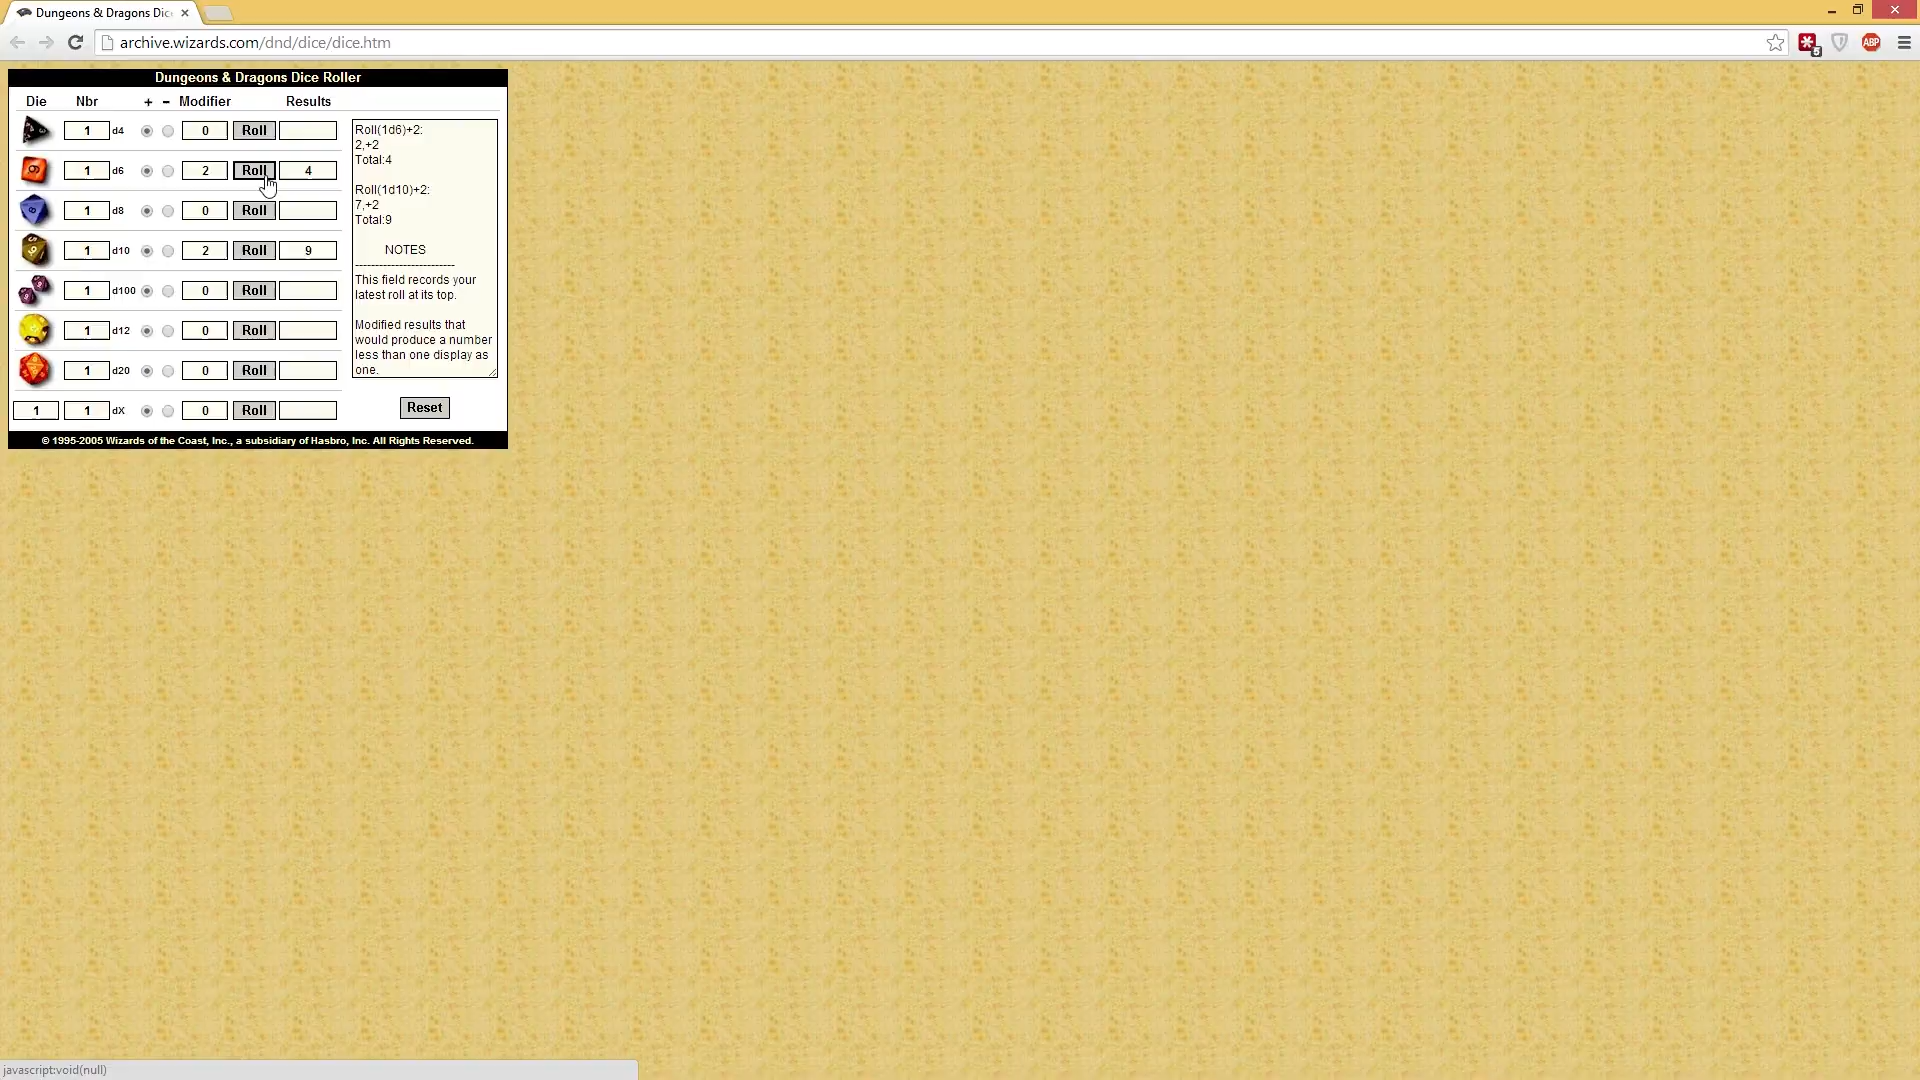 Dungeons & Dragons Dic
archive.wizards.com/dnd/dice/dice.htm
ABP
Dungeons & Dragons Dice Roller
Die Nbr + - Modifier Results
1 d4 0 Roll
1 d6 2 Roll 4
1 d8 0 Roll
1 d10 2 Roll 9
1 d100 0 Roll
1 d12 0 Roll
1 d20 0 Roll
1 1 dX 0 Roll
Roll(1d6)+2:
2,+2
Total:4
Roll(1d10)+2:
7,+2
Total:9
NOTES
-------------------------
This field records your
latest roll at its top.
Modified results that
would produce a number
less than one display as
one.
Reset
© 1995-2005 Wizards of the Coast, Inc., a subsidiary of Hasbro, Inc. All Rights Reserved.
javascript:void(null)